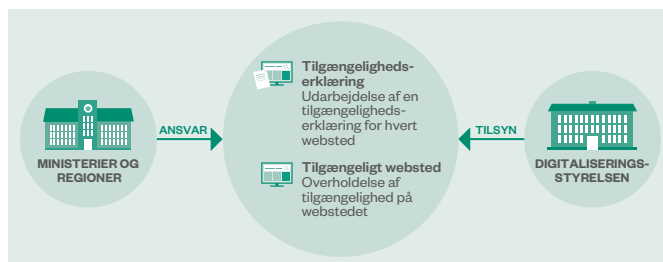 MINISTERIER OG
REGIONER
ANSVAR
Tilgængeligheds-
erklæring
Udarbejdelse af en
tilgængeligheds-
erklæring for hvert
websted
Tilgængeligt websted
Overholdelse af
tilgængelighed på
webstedet
TILSYN
DIGITALISERINGS-
STYRELSEN